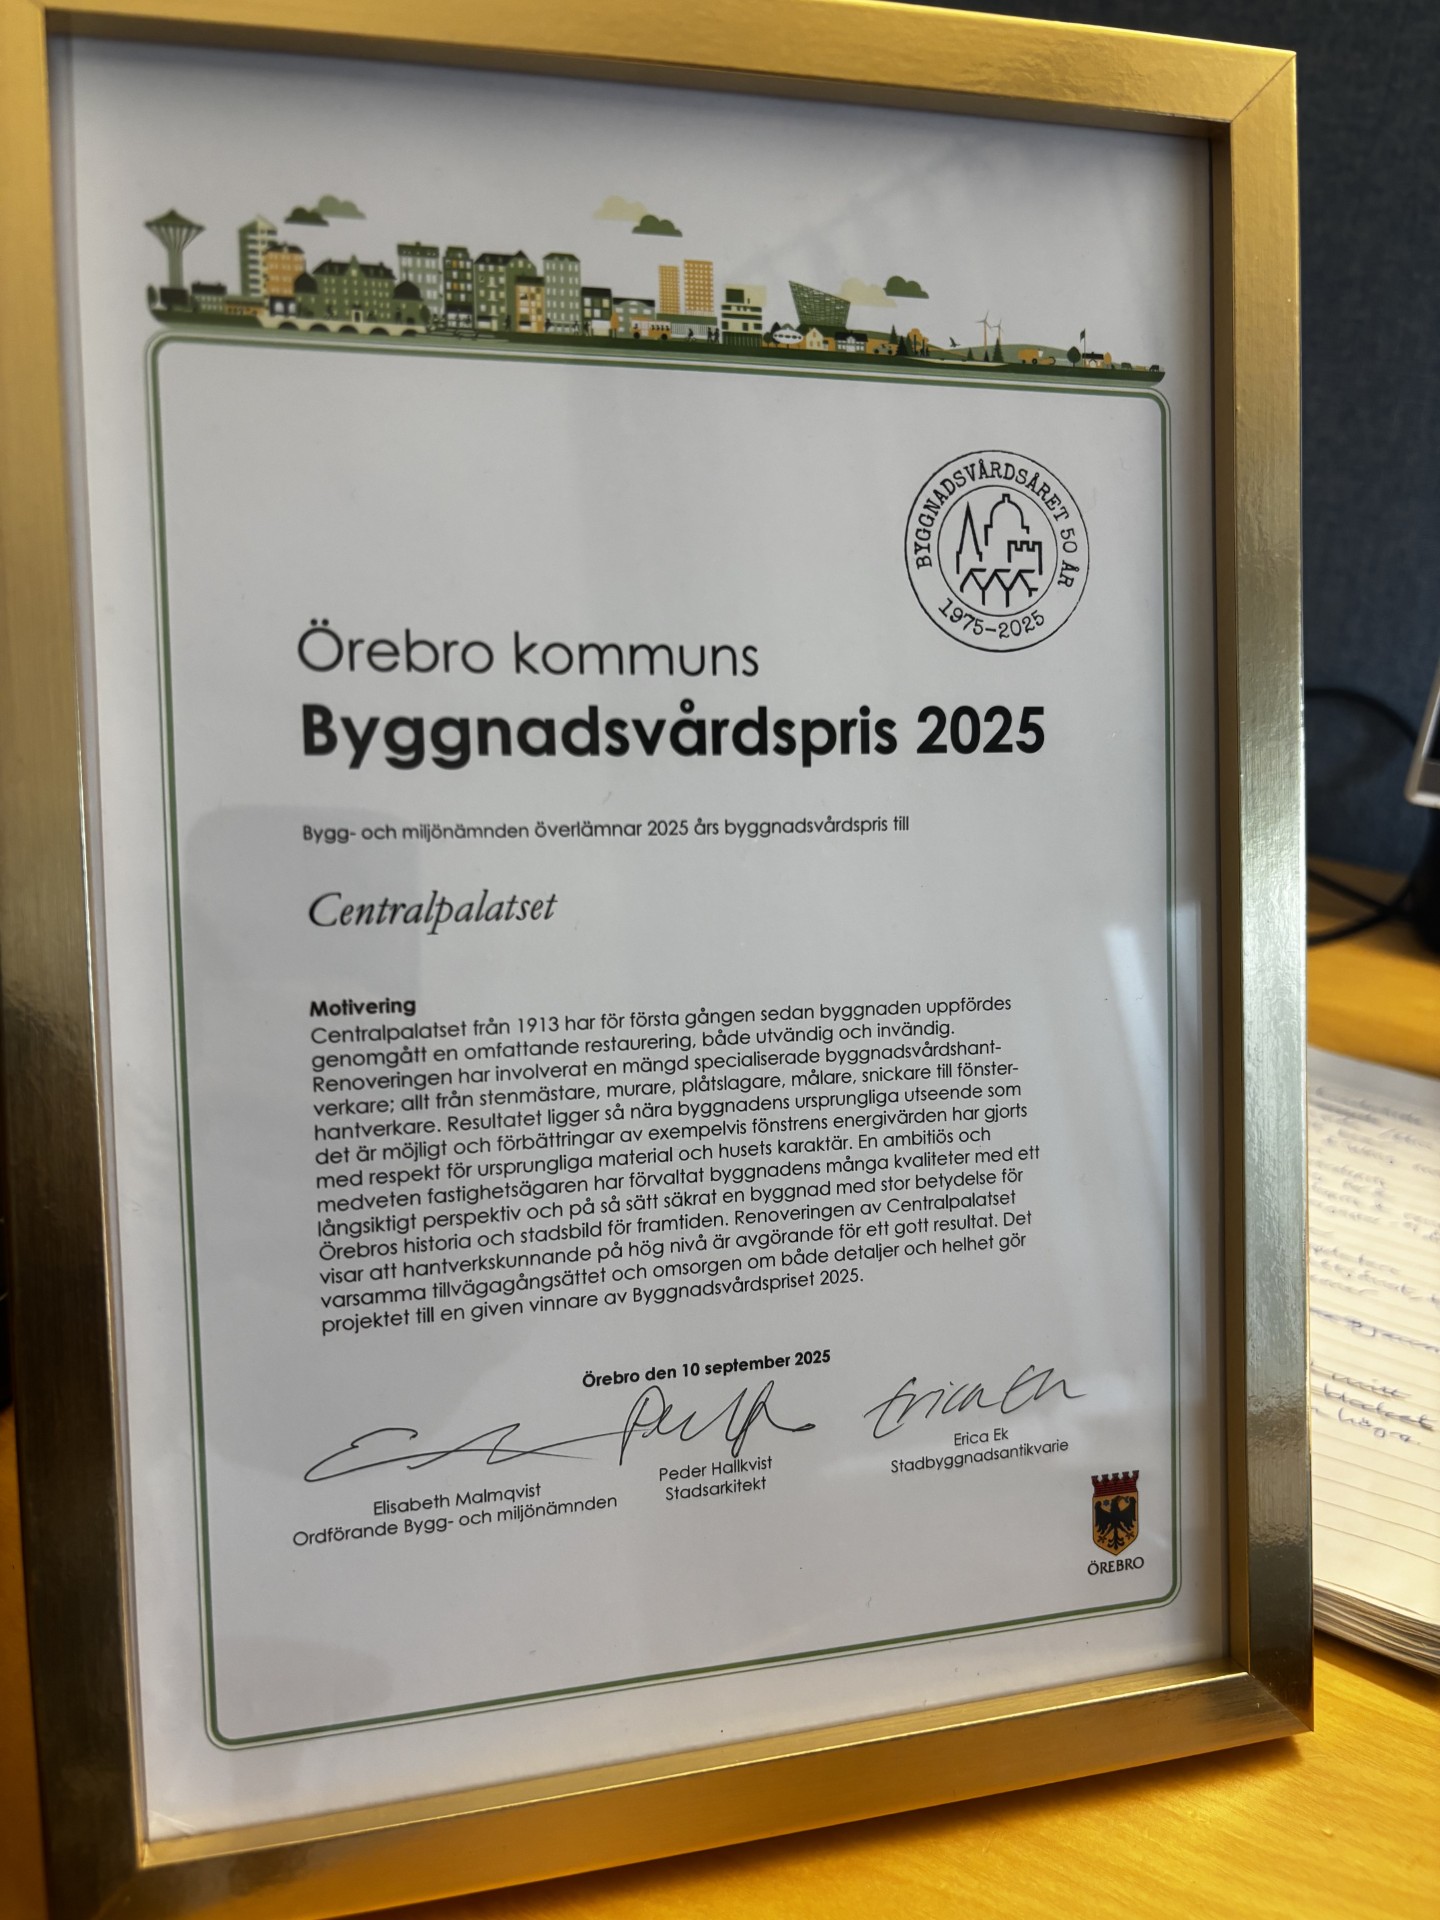 BYGGNADSVÅRDSÅRET 50 ÅR
1975-2025
Örebro kommuns
Byggnadsvårdspris 2025
Bygg- och miljönämnden överlämnar 2025 års byggnadsvårdspris till
Centralpalatset
Motivering
Centralpalatset från 1913 har för första gången sedan byggnaden uppfördes
genomgått en omfattande restaurering, både utvändig och invändig.
Renoveringen har involverat en mängd specialiserade byggnadsvårdshant-
verkare; allt från stenmästare, murare, plåtslagare, målare, snickare till fönster-
hantverkare. Resultatet ligger så nära byggnadens ursprungliga utseende som
det är möjligt och förbättringar av exempelvis fönstrens energivärden har gjorts
med respekt för ursprungliga material och husets karaktär. En ambitiös och
medveten fastighetsägaren har förvaltat byggnadens många kvaliteter med ett
långsiktigt perspektiv och på så sätt säkrat en byggnad med stor betydelse för
Örebros historia och stadsbild för framtiden. Renoveringen av Centralpalatset
visar att hantverkskunnande på hög nivå är avgörande för ett gott resultat. Det
varsamma tillvägagångsättet och omsorgen om både detaljer och helhet gör
projektet till en given vinnare av Byggnadsvårdspriset 2025.
Örebro den 10 september 2025
Elisabeth Malmqvist
Ordförande Bygg- och miljönämnden
Peder Hallkvist
Stadsarkitekt
Erica Ek
Erica Ek
Stadbyggnadsantikvarie
ÖREBRO